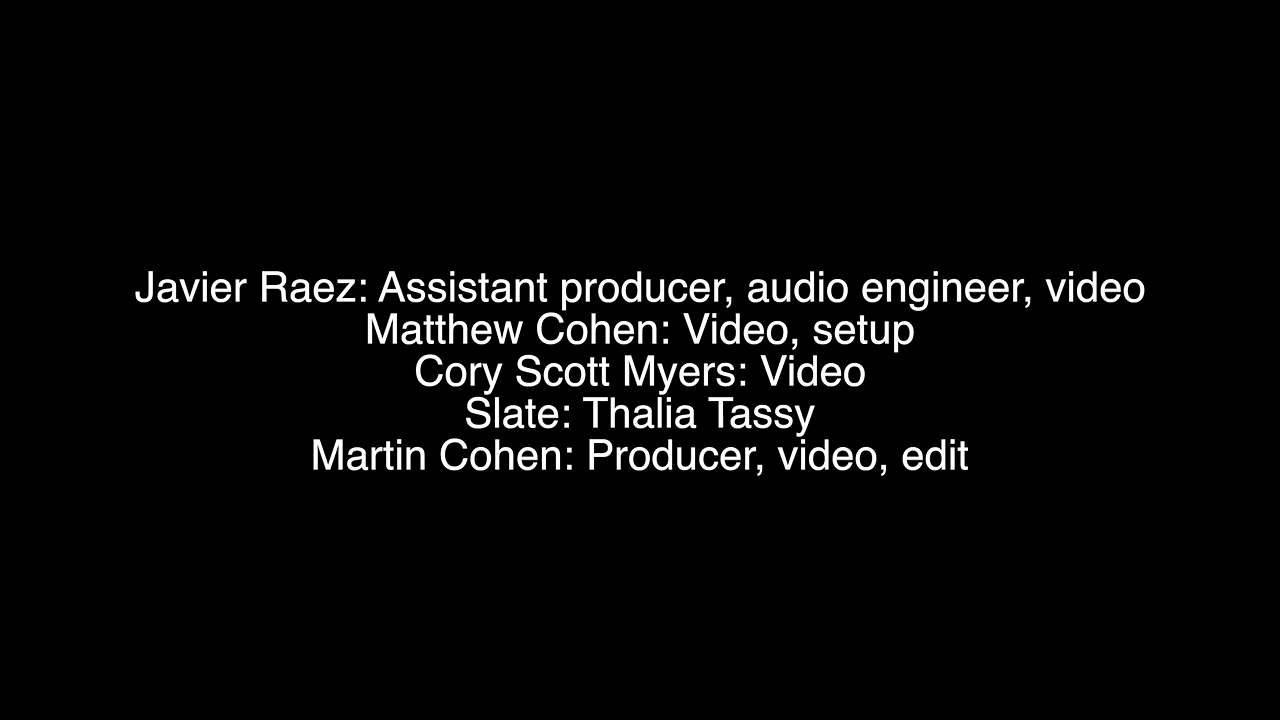 Javier Raez: Assistant producer, audio engineer, video
Matthew Cohen: Video, setup
Cory Scott Myers: Video
Slate: Thalia Tassy
Martin Cohen: Producer, video, edit